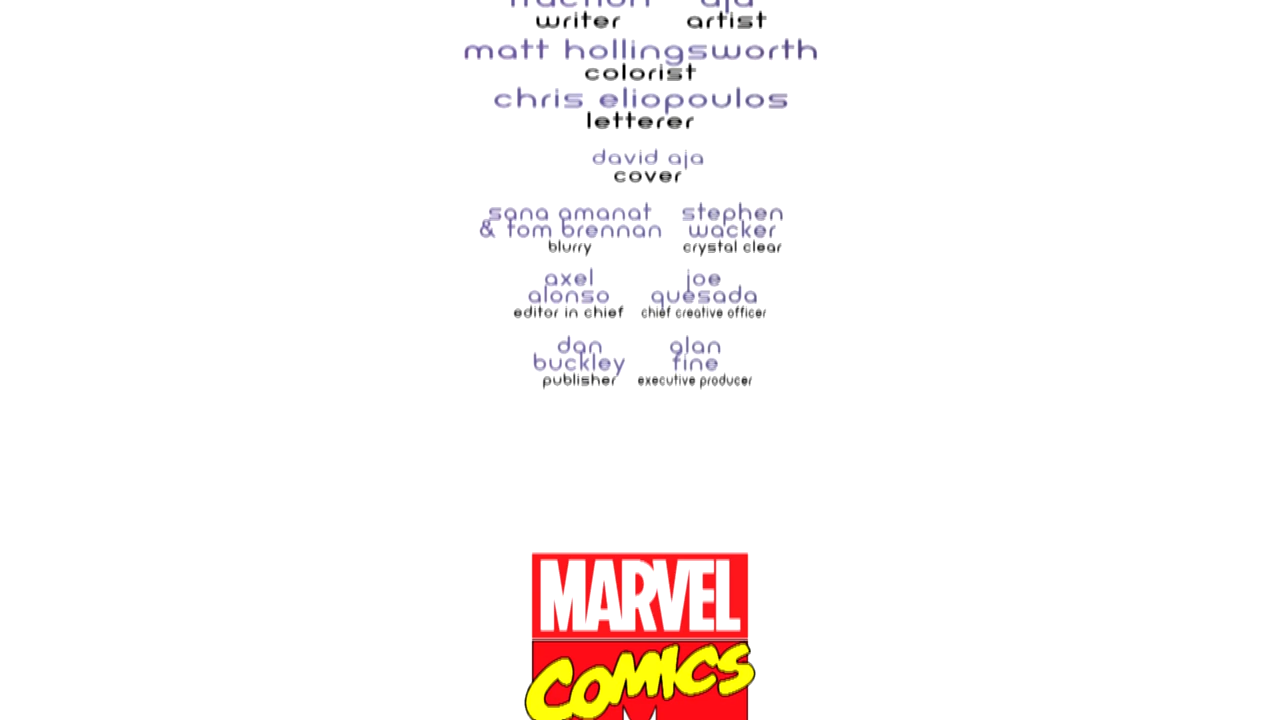 fraction aja
writer artist
matt hollingsworth
colorist
chris eliopoulos
letterer
david aja
cover
sana amanat stephen
& tom brennan wacker
blurry crystal clear
axel joe
alonso quesada
editor in chief chief creative officer
dan alan
buckley fine
publisher executive producer
MARVEL
COMICS